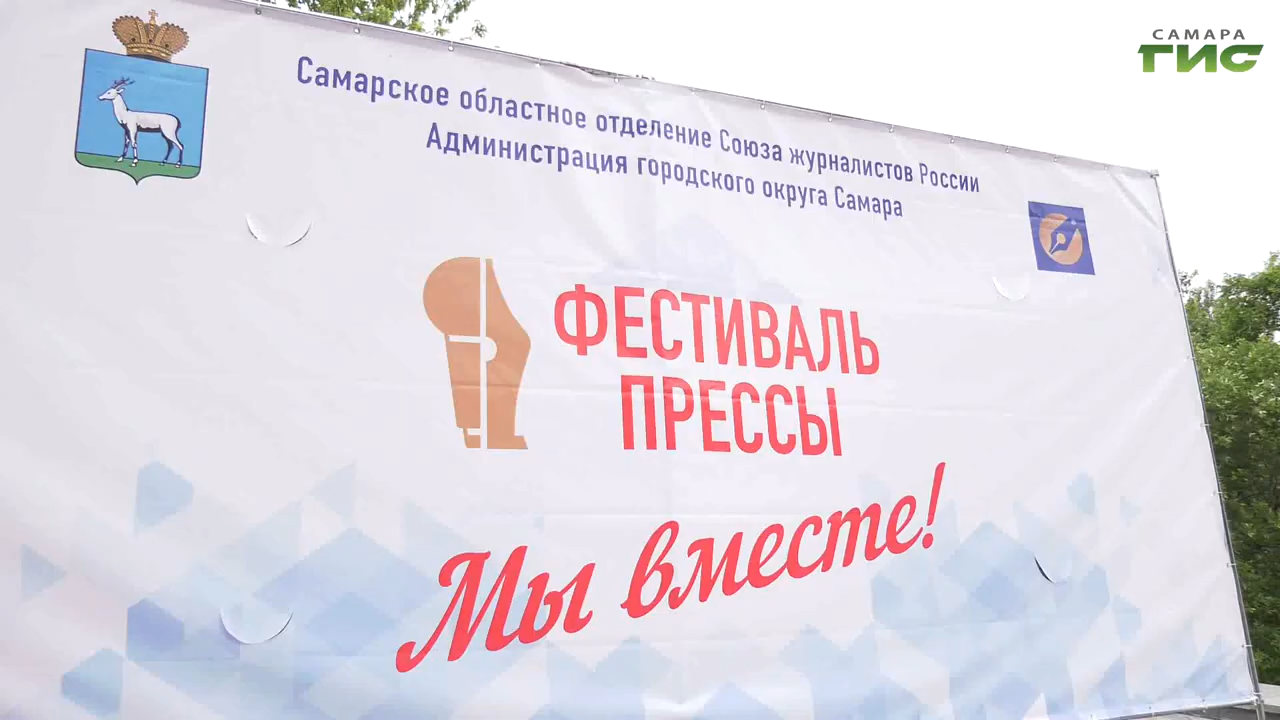 САМАРА
ГИС
Самарское областное отделение Союза журналистов России
Администрация городского округа Самара
ФЕСТИВАЛЬ
ПРЕССЫ
Мы вместе!